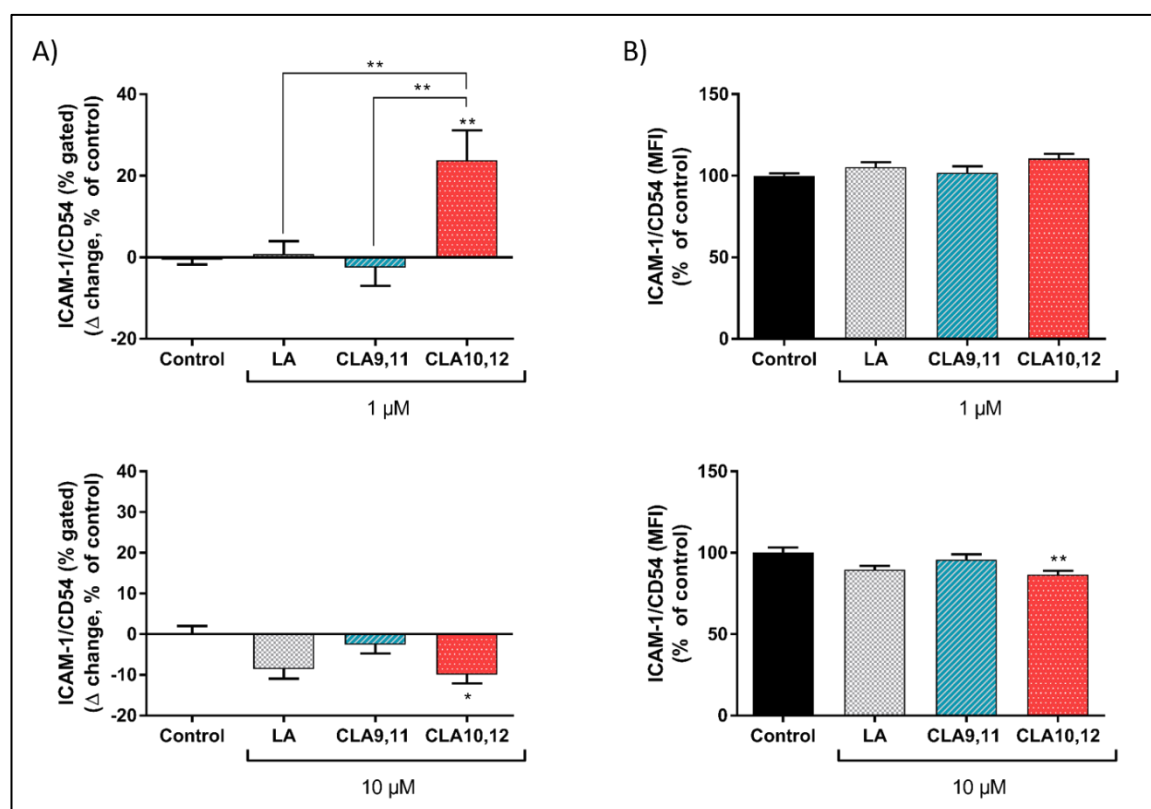 A)
ICAM-1/CD54 (% gated)
(Δ change, % of control)
40
20
0
-20
**
**
**
Control
LA
CLA9,11
CLA10,12
1 µM
B)
ICAM-1/CD54 (MFI)
(% of control)
150
100
50
0
Control
LA
CLA9,11
CLA10,12
1 µM
ICAM-1/CD54 (% gated)
(Δ change, % of control)
40
30
20
10
0
-10
-20
*
Control
LA
CLA9,11
CLA10,12
10 µM
ICAM-1/CD54 (MFI)
(% of control)
150
100
50
0
**
Control
LA
CLA9,11
CLA10,12
10 µM